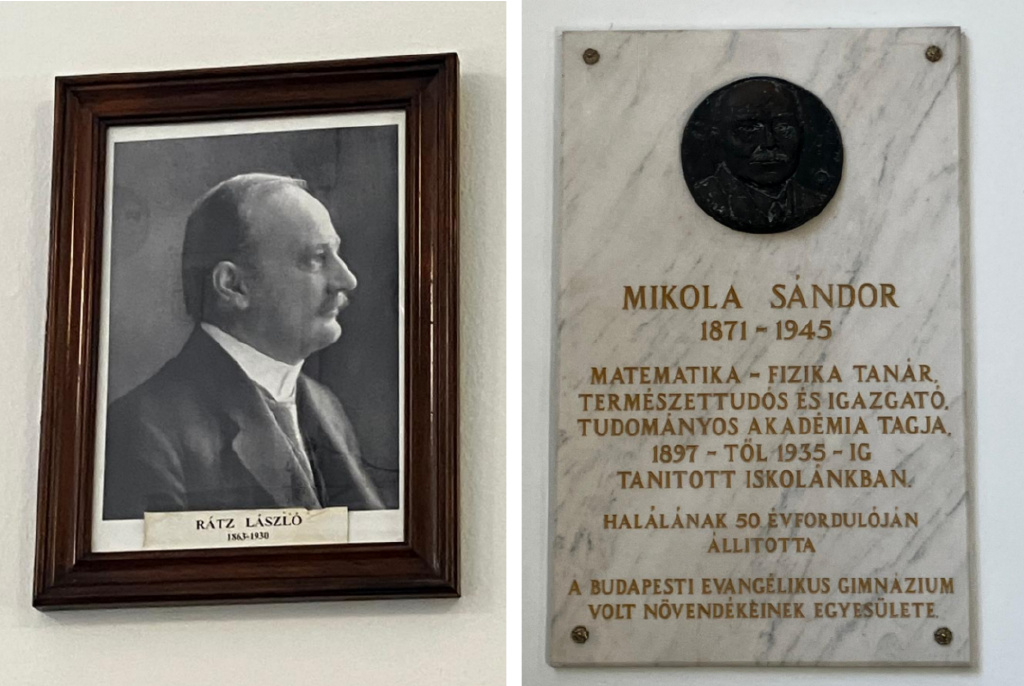 RÁTZ LÁSZLÓ
1863-1930
MIKOLA SÁNDOR
1871 - 1945
MATEMATIKA - FIZIKA TANÁR,
TERMÉSZETTUDÓS ÉS IGAZGATÓ,
TUDOMÁNYOS AKADÉMIA TAGJA,
1897 - TŐL 1935 - IG
TANITOTT ISKOLÁNKBAN.
HALÁLÁNAK 50 ÉVFORDULÓJÁN
ÁLLITOTTA
A BUDAPESTI EVANGÉLIKUS GIMNÁZIUM
VOLT NÖVENDÉKEINEK EGYESÜLETE.